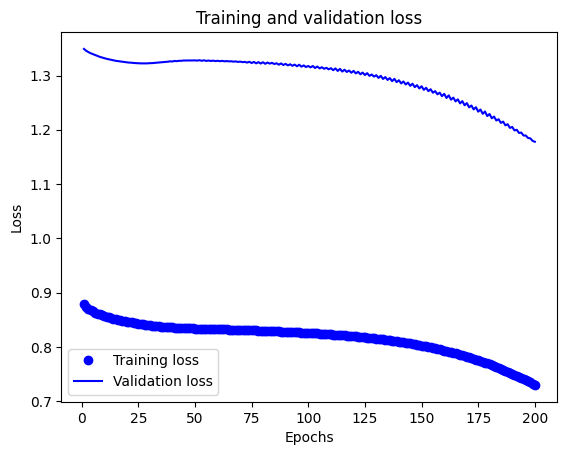 Training and validation loss
Loss
1.3
1.2
1.1
1.0
0.9
0.8
0.7
Training loss
Validation loss
0 25 50 75 100 125 150 175 200
Epochs